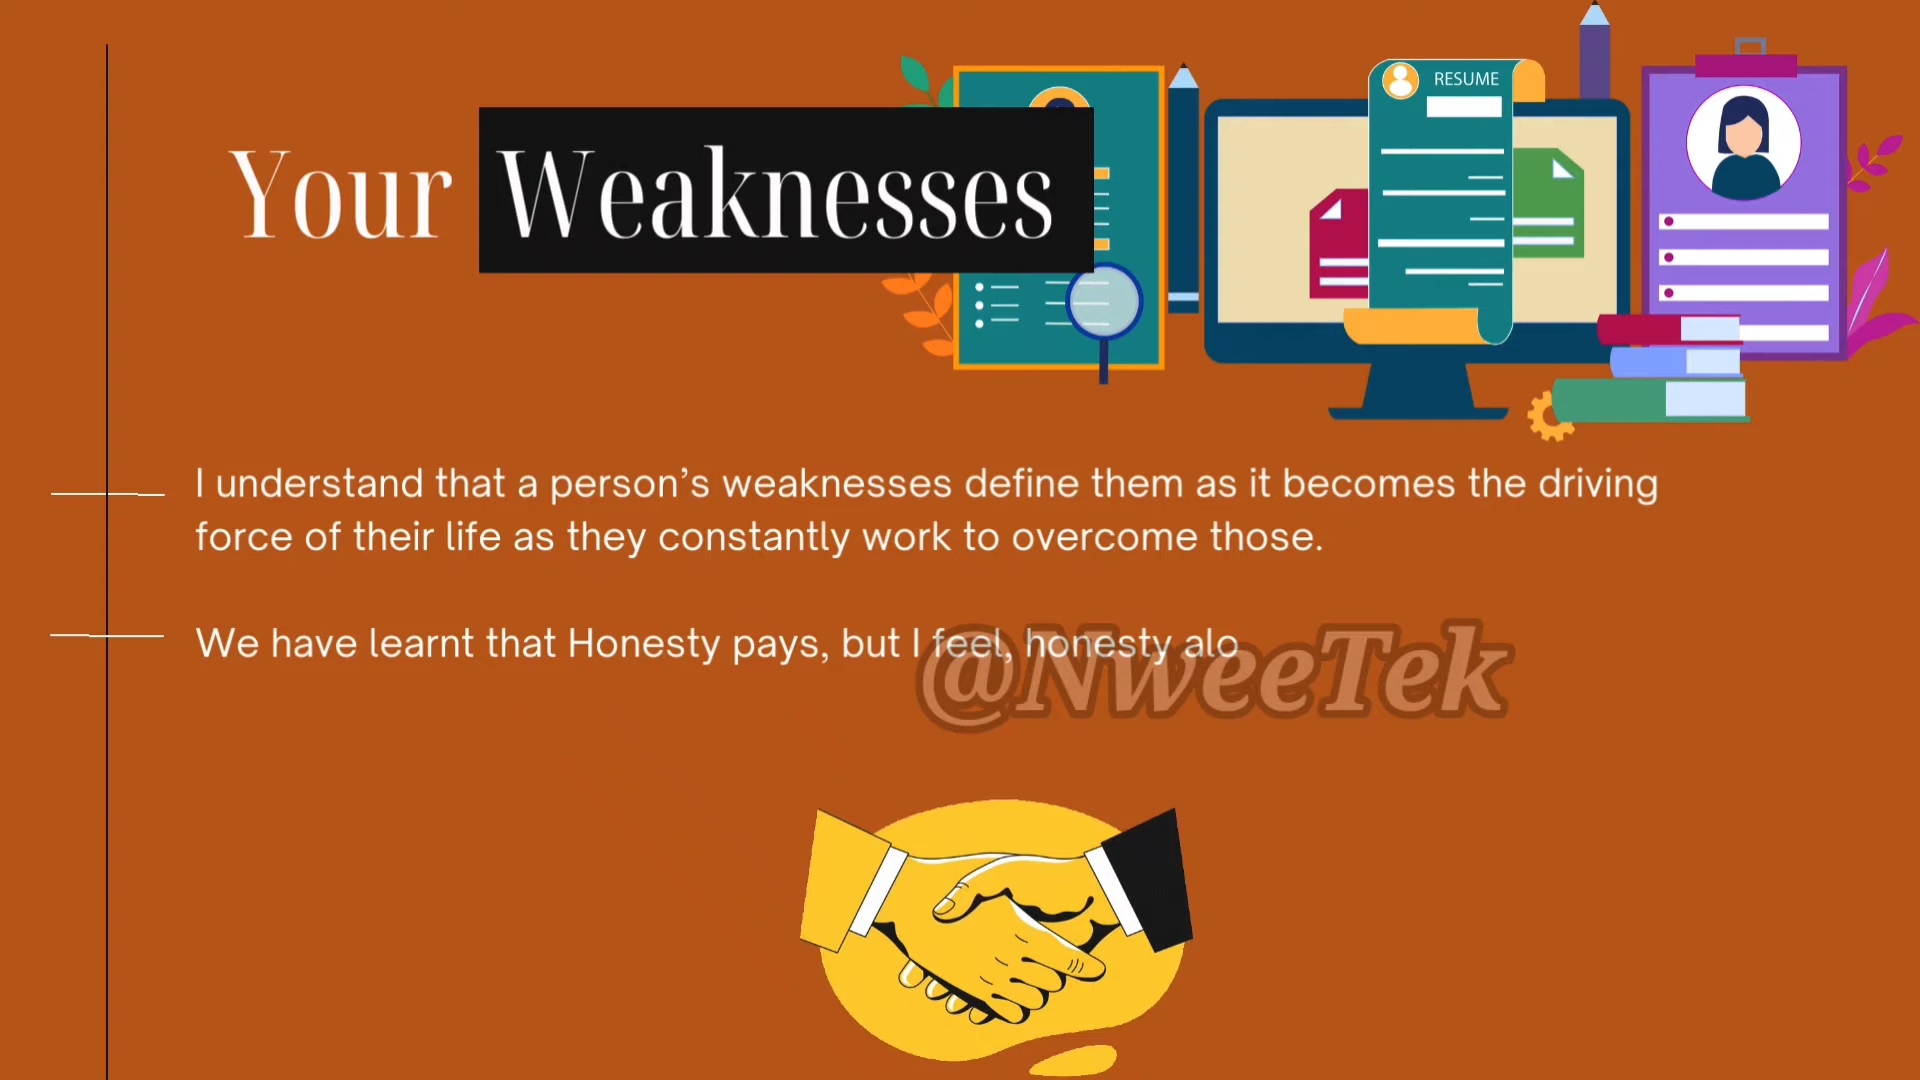 RESUME
Your Weaknesses
I understand that a person’s weaknesses define them as it becomes the driving
force of their life as they constantly work to overcome those.
We have learnt that Honesty pays, but I feel, honesty alo
@NweeTek